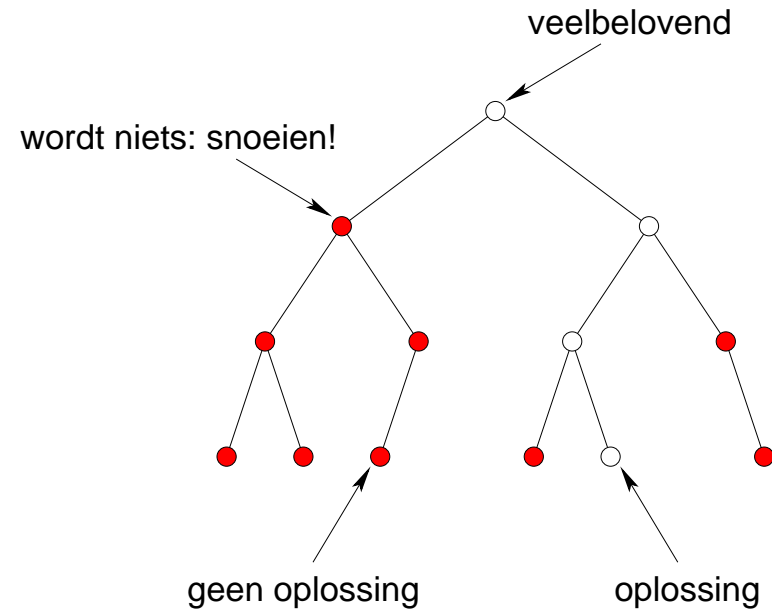 veelbelovend
wordt niets: snoeien!
geen oplossing
oplossing